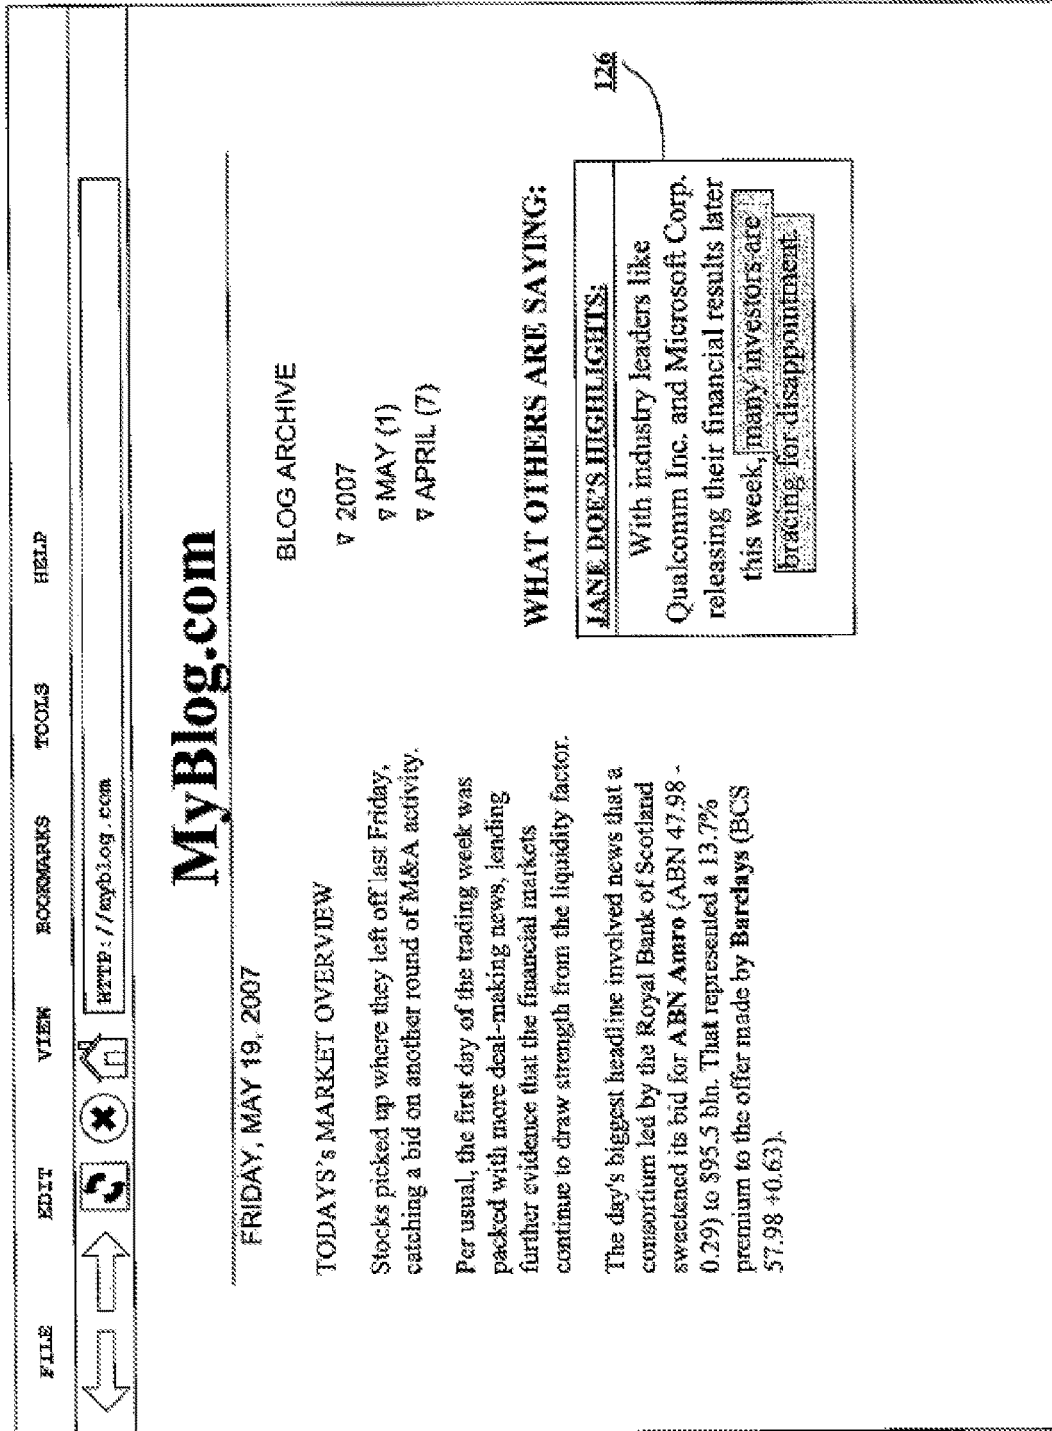 FILE EDIT VIEW BOOKMARKS TOOLS HELP
HTTP://myblog.com
MyBlog.com
FRIDAY, MAY 19, 2007
TODAYS's MARKET OVERVIEW
Stocks picked up where they left off last Friday,
catching a bid on another round of M&A activity.
Per usual, the first day of the trading week was
packed with more deal-making news, lending
further evidence that the financial markets
continue to draw strength from the liquidity factor.
The day's biggest headline involved news that a
consortium led by the Royal Bank of Scotland
sweetened its bid for ABN Amro (ABN 47.98 -
0.29) to $95.5 bln. That represented a 13.7%
premium to the offer made by Barclays (BCS
57.98 +0.63).
BLOG ARCHIVE
∇ 2007
∇ MAY (1)
∇ APRIL (7)
WHAT OTHERS ARE SAYING:
JANE DOE'S HIGHLIGHTS:
With industry leaders like
Qualcomm Inc. and Microsoft Corp.
releasing their financial results later
this week, many investors are
bracing for disappointment.
126